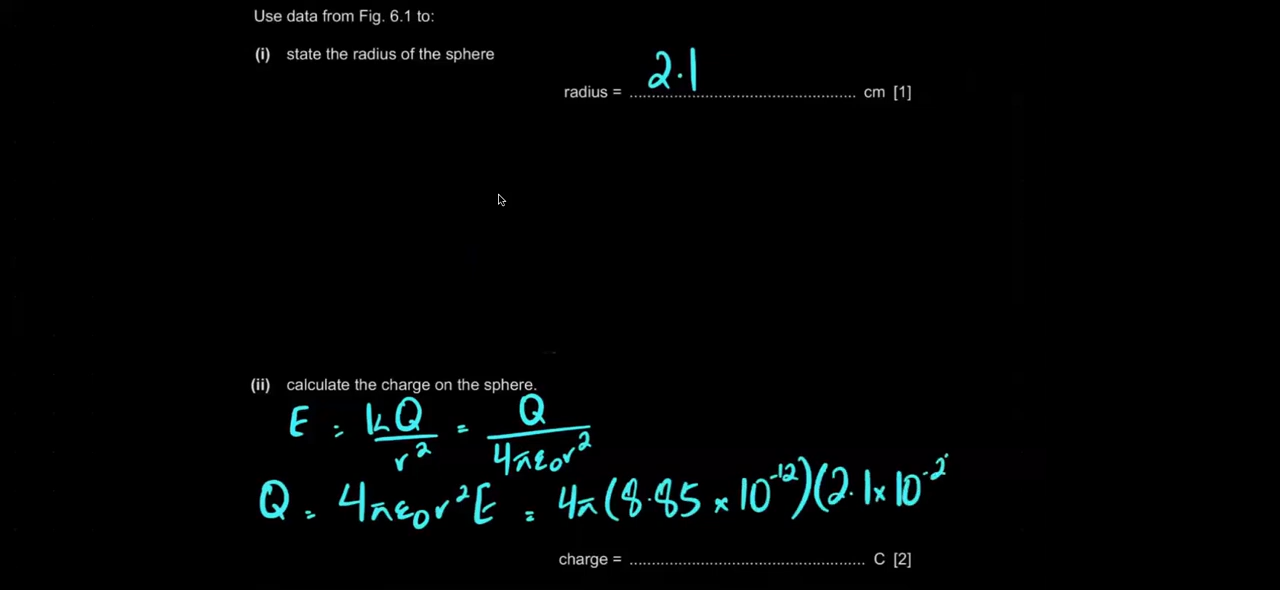 Use data from Fig. 6.1 to:
(i) state the radius of the sphere
2.1
radius = ........................................................ cm [1]
(ii) calculate the charge on the sphere.
E = kQ/r² = Q/4πε₀r²
Q = 4πε₀r²E = 4π(8.85 × 10⁻¹²)(2.1 × 10⁻²
charge = ........................................................ C [2]